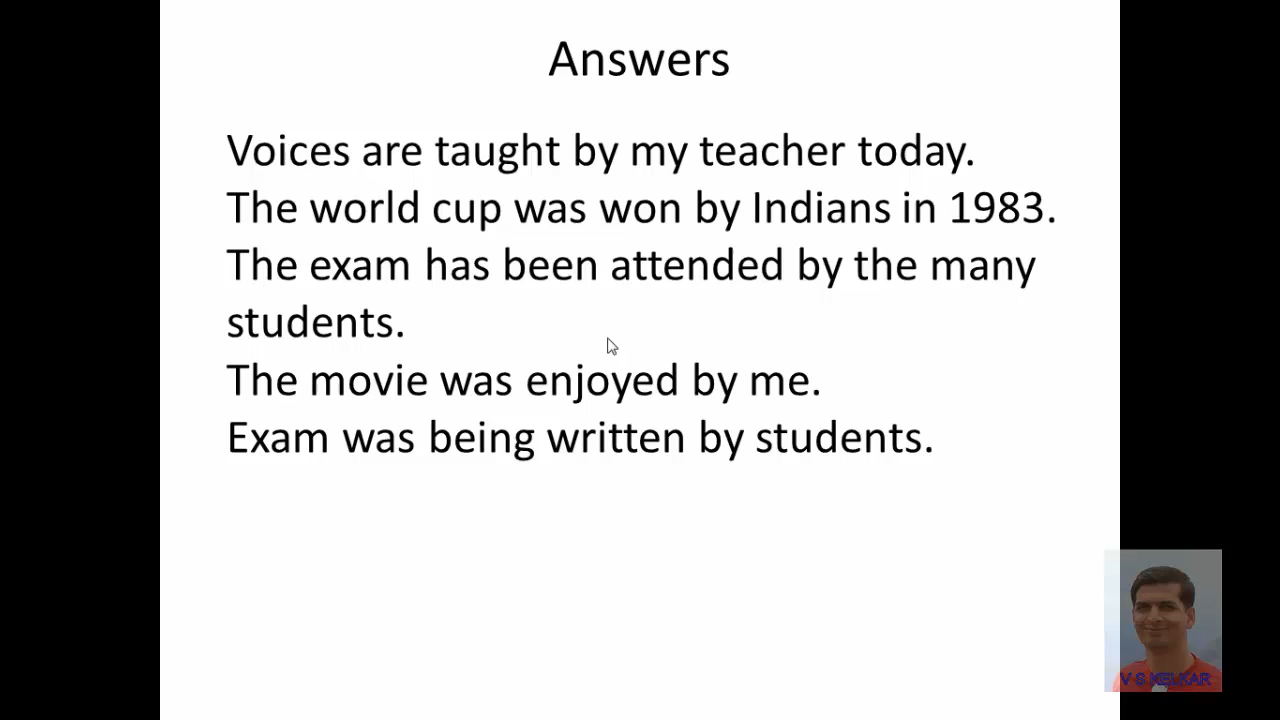 Answers
Voices are taught by my teacher today.
The world cup was won by Indians in 1983.
The exam has been attended by the many
students.
The movie was enjoyed by me.
Exam was being written by students.
V S KELKAR